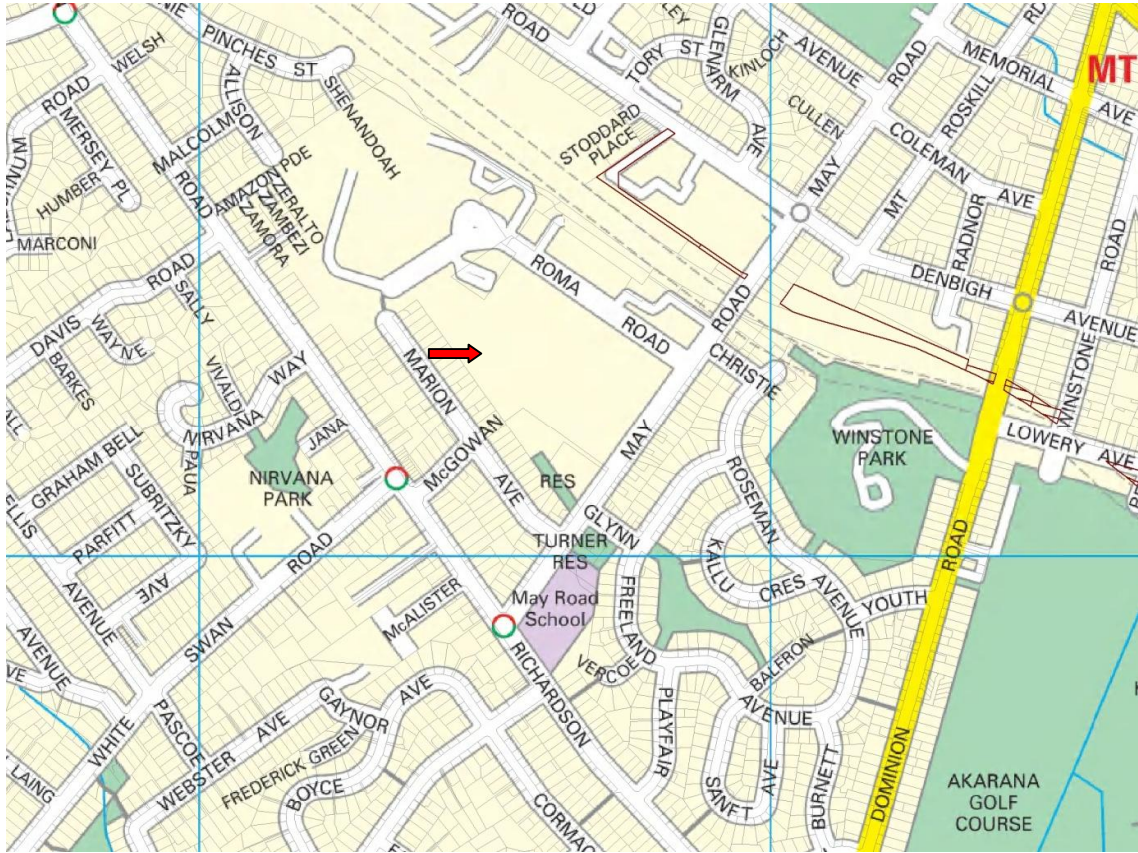 ROAD
WELSH
PINCHES ST
ALLISON
SHENANDOAH
MALCOLM
MERSEY PL
HUMBER
MARCONI
ROAD
AMAZON PDE
ZERALTO
ZAMBEZI
ZAMORA
ROAD
TORY ST
GLENARM
AVE
KINLOCH
AVENUE
CULLEN
STODDARD
PLACE
ROAD
MAY
MEMORIAL
AVE
MT
ROSKILL
RD
MT
COLEMAN AVE
RADNOR
DENBIGH
AVENUE
ROAD
WINSTONE
LOWERY AVE
DAVIS ROAD
SALLY
WAYNE
BARKES
VIVALDI
NIRVANA WAY
PAUA
JANA
NIRVANA
PARK
GRAHAM BELL
SUBRITZKY
PARFITT
AVE
ELLIS
AVENUE
MARION
AVE
McGOWAN
ROMA
ROAD
ROAD
MAY
CHRISTIE
RES
GLYNN
TURNER
RES
May Road
School
ROSEMAN
AVENUE
KALLU
CRES
FREELAND
AVENUE
WINSTONE
PARK
YOUTH
BALFRON
VERCOE
PLAYFAIR
SANFT
AVE
BURNETT
DOMINION
ROAD
AKARANA
GOLF
COURSE
McALISTER
RICHARDSON
WHITE
SWAN
ROAD
AVENUE
PASCOE
WEBSTER AVE
GAYNOR
FREDERICK GREEN
BOYCE
AVE
CORMAC
LAING